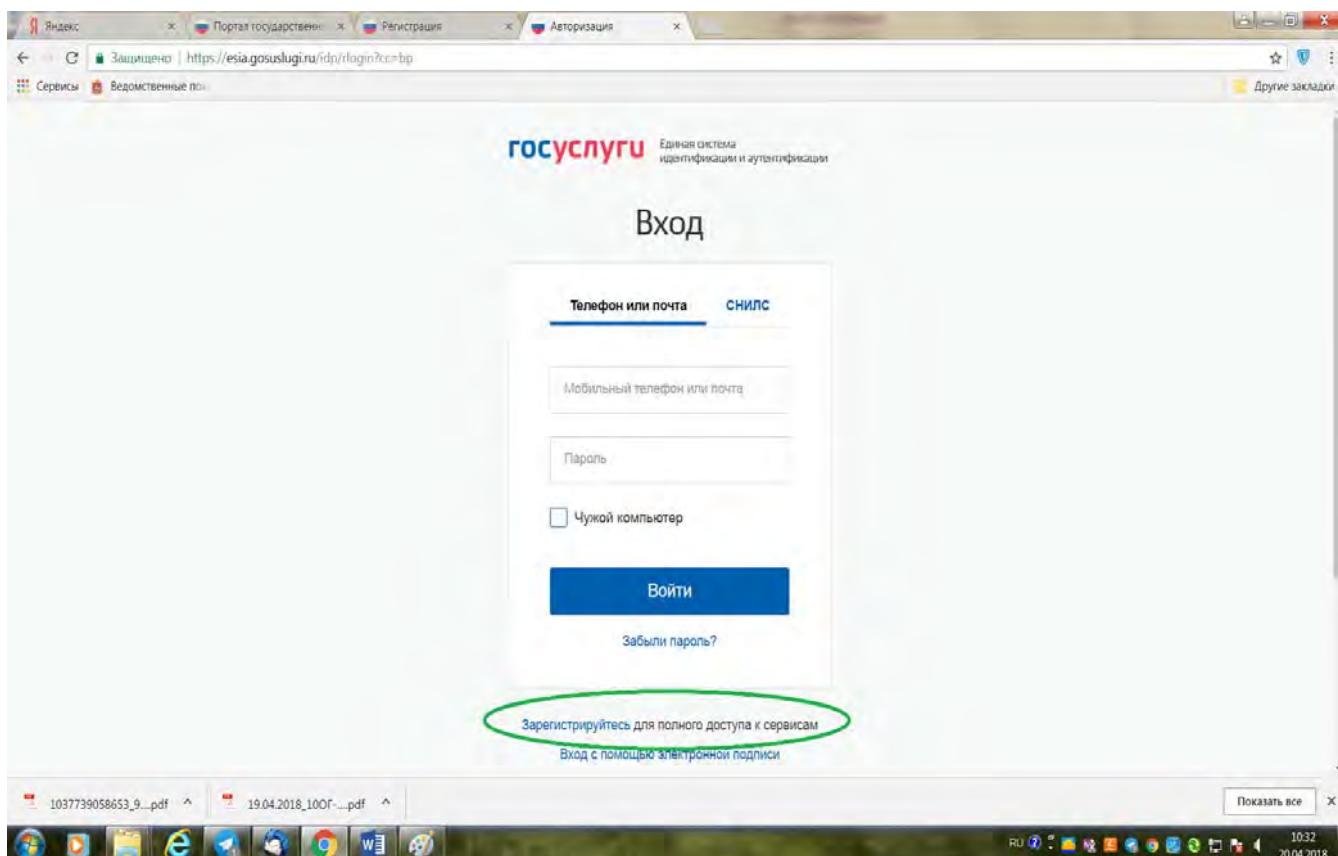 Яндекс
Портал государствен
Регистрация
Авторизация
Защищено | https://esia.gosuslugi.ru/idp/rlogin?cc=bp
Сервисы
Ведомственные по
Другие закладки
госуслуги
Единая система
идентификации и аутентификации
Вход
Телефон или почта
СНИЛС
Мобильный телефон или почта
Пароль
Чужой компьютер
Войти
Забыли пароль?
Зарегистрируйтесь для полного доступа к сервисам
Вход с помощью электронной подписи
1037739058653_9....pdf
19.04.2018_10ОГ-....pdf
Показать все
RU
10:32
20.04.2018